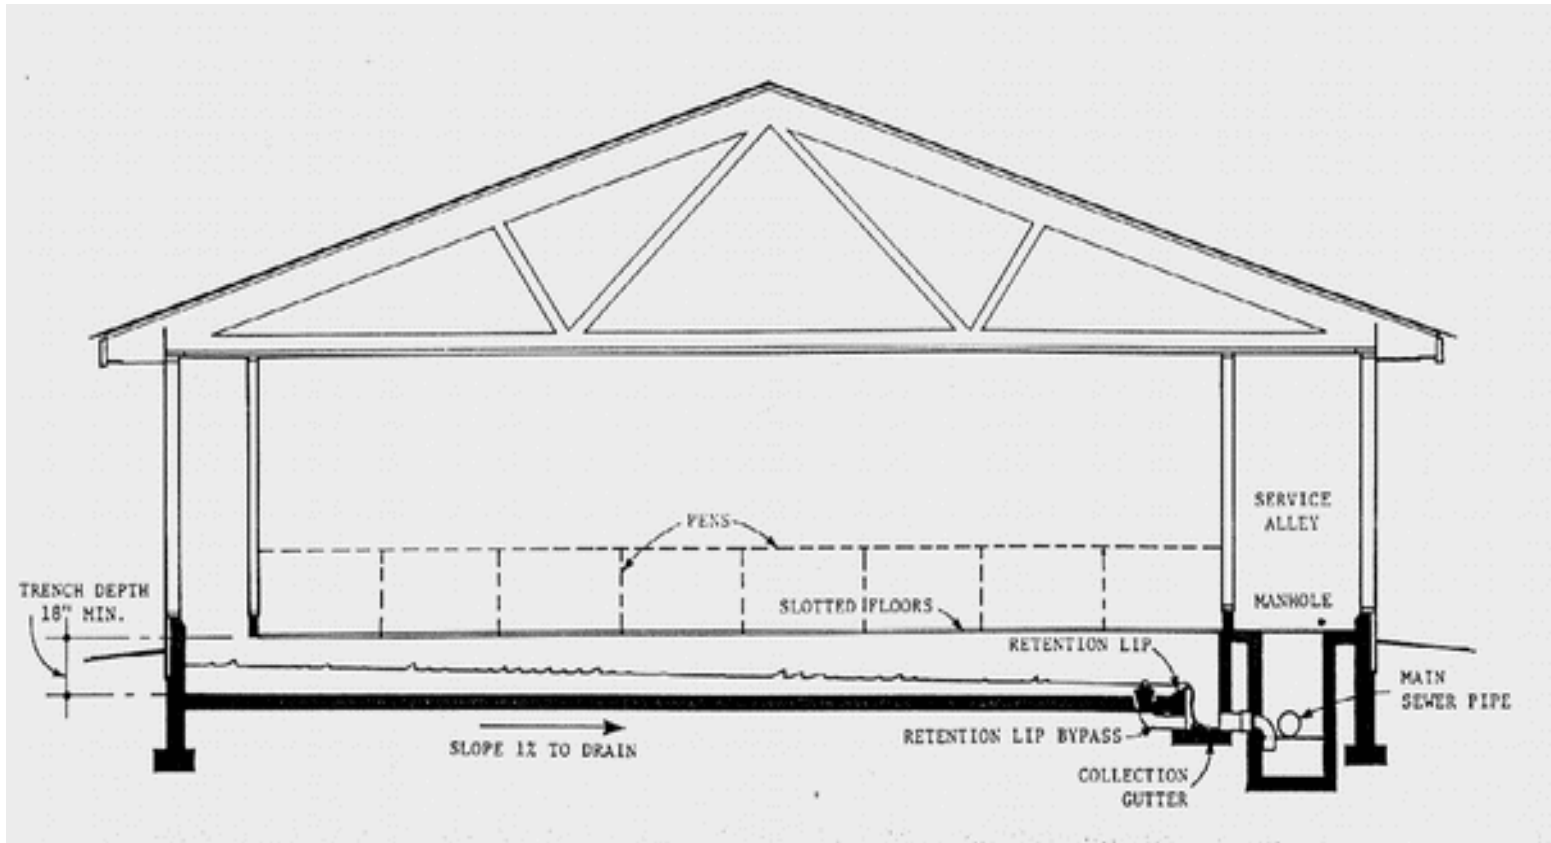 PENS
SERVICE
ALLEY
TRENCH DEPTH
18" MIN.
SLOTTED FLOORS
MANHOLE
RETENTION LIP
MAIN
SEWER PIPE
RETENTION LIP BYPASS
SLOPE 1% TO DRAIN
COLLECTION
GUTTER